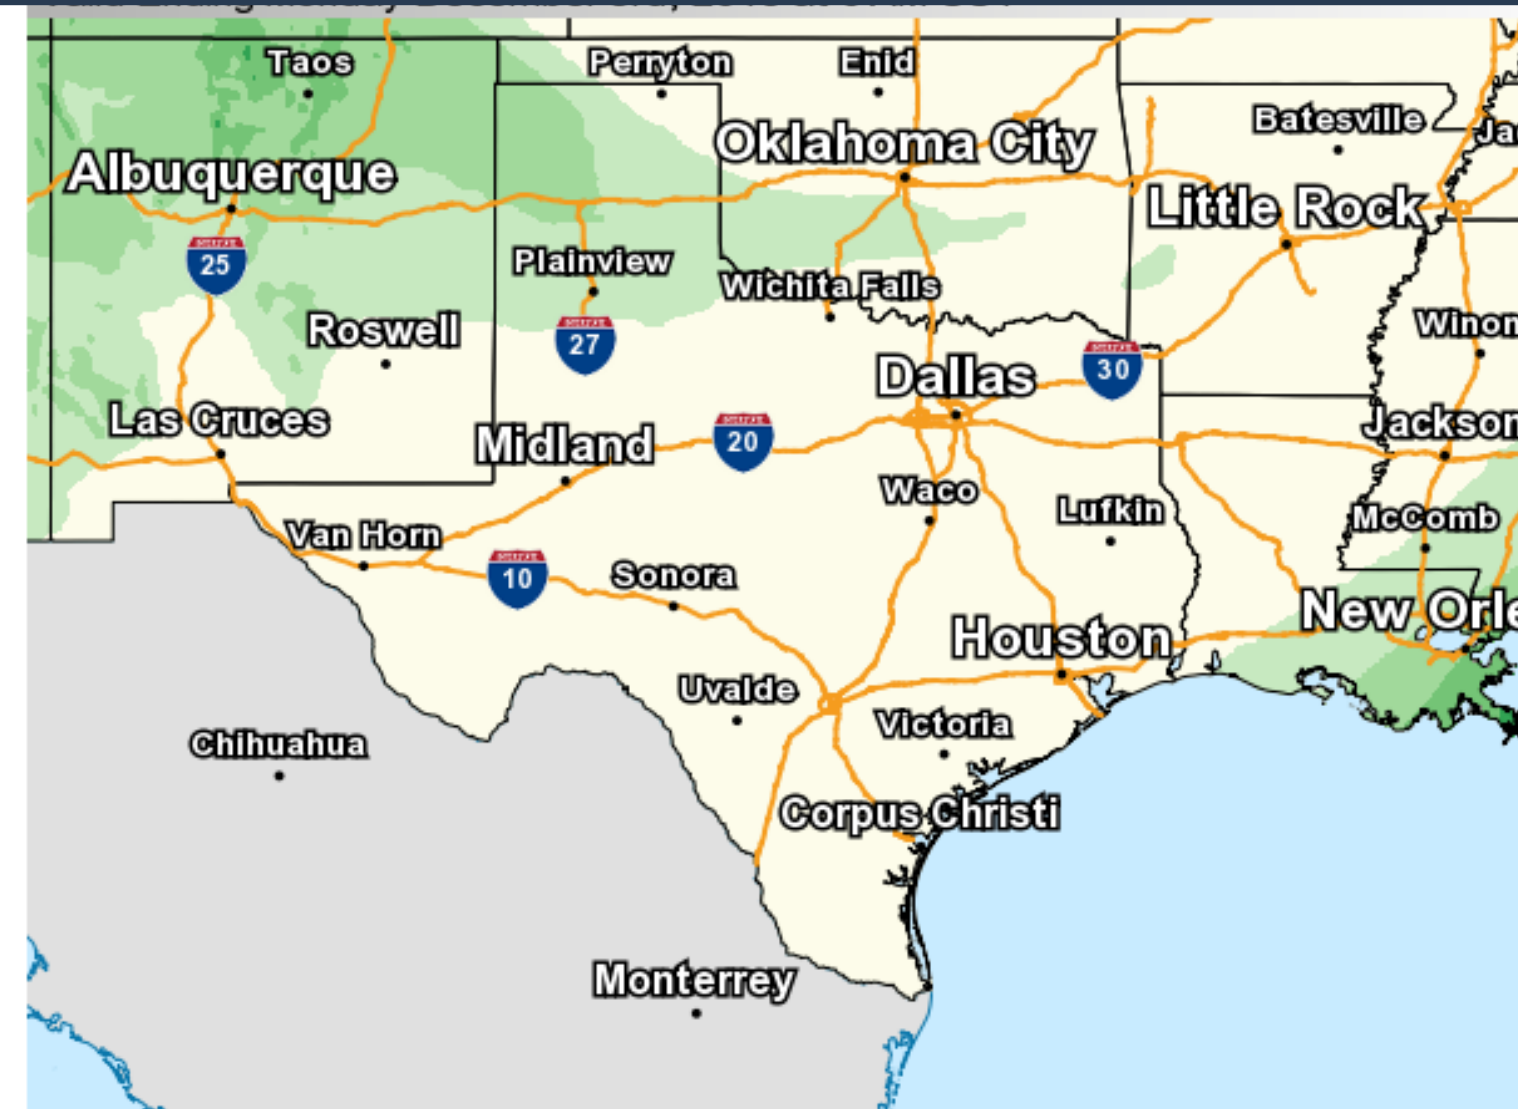 Taos
Perryton
Enid
Batesville
Oklahoma City
Albuquerque
Little Rock
25
Plainview
Wichita Falls
Roswell
27
30
Dallas
Las Cruces
Midland
20
Jackson
Waco
Lufkin
McComb
Van Horn
10
Sonora
New Orle
Houston
Uvalde
Victoria
Chihuahua
Corpus Christi
Monterrey